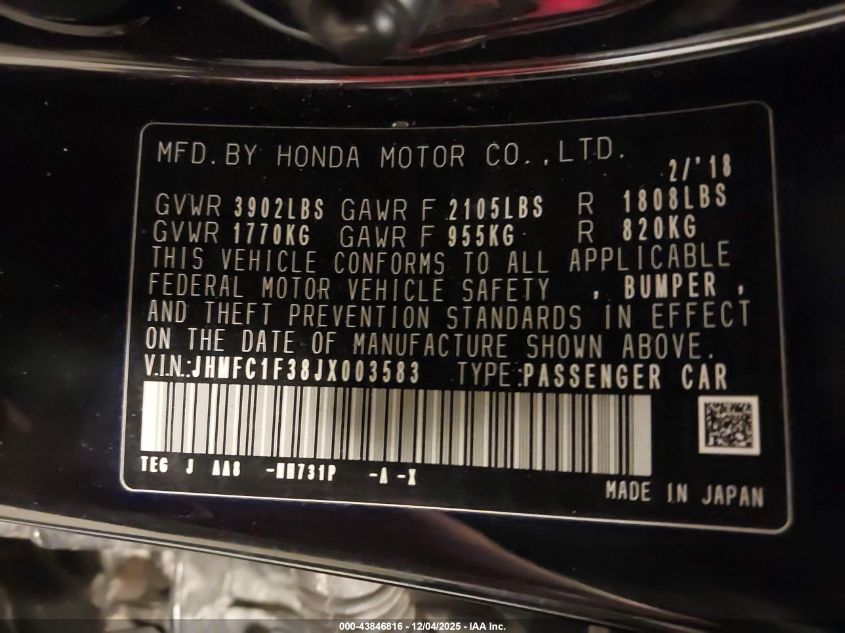 MFD. BY HONDA MOTOR CO., LTD. 2/'18
GVWR 3902LBS GAWR F 2105LBS R 1808LBS
GVWR 1770KG GAWR F 955KG R 820KG
THIS VEHICLE CONFORMS TO ALL APPLICABLE
FEDERAL MOTOR VEHICLE SAFETY , BUMPER ,
AND THEFT PREVENTION STANDARDS IN EFFECT
ON THE DATE OF MANUFACTURE SHOWN ABOVE.
V.I.N.:JHMFC1F38JX003583 TYPE:PASSENGER CAR
TEG J AA8 -NH731P -A -X
MADE IN JAPAN
000-43846816 - 12/04/2025 - IAA Inc.